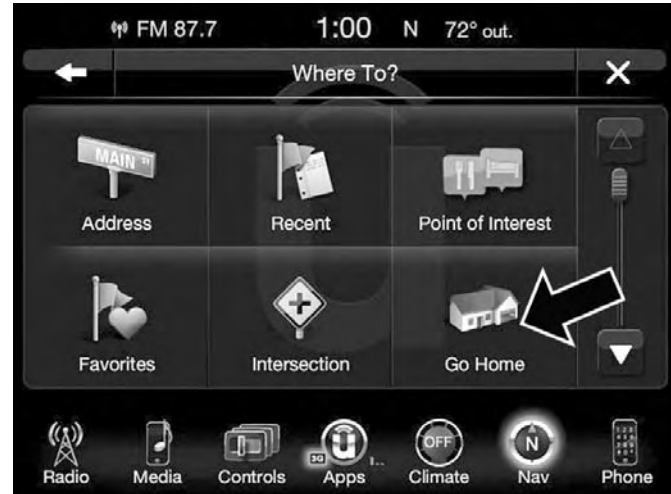 FM 87.7 1:00 N 72° out.
Where To?
MAIN ST
Address Recent Point of Interest
Favorites Intersection Go Home
3G OFF N
Radio Media Controls Apps Climate Nav Phone